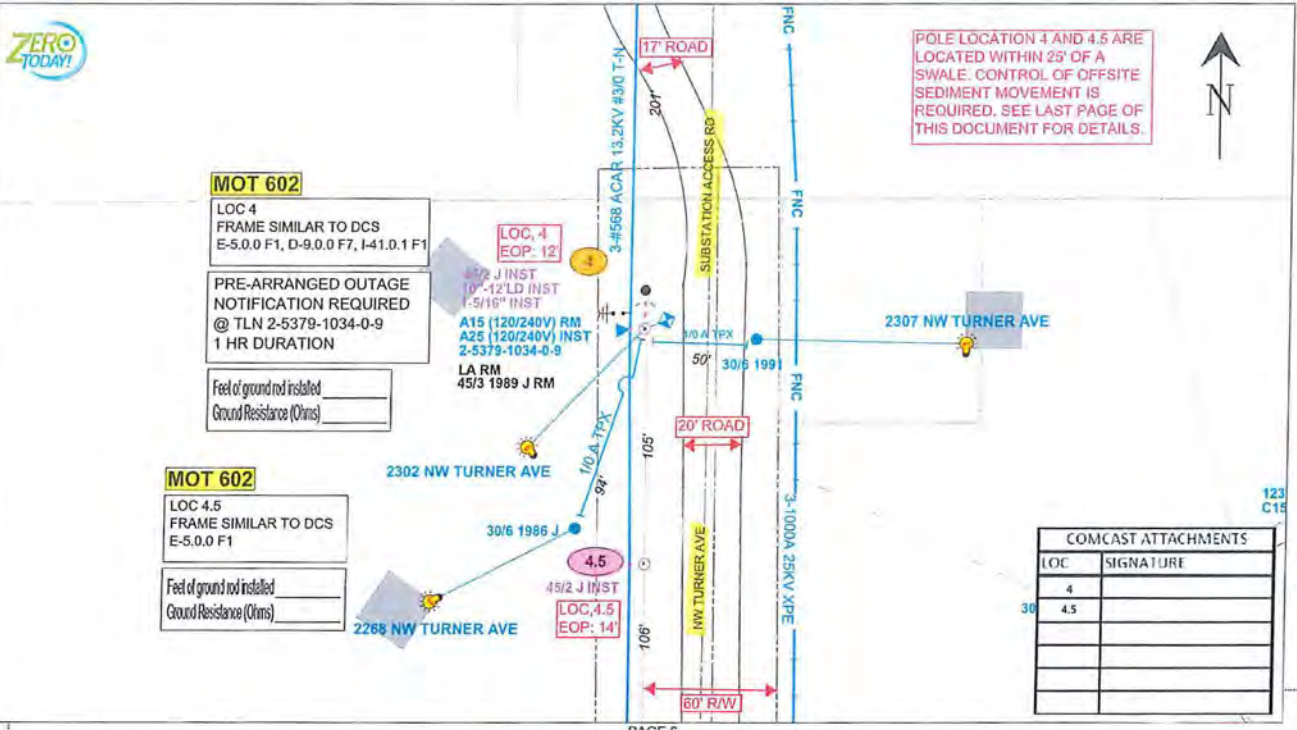 ZERO
TODAY!
17' ROAD
POLE LOCATION 4 AND 4.5 ARE
LOCATED WITHIN 25' OF A
SWALE. CONTROL OF OFFSITE
SEDIMENT MOVEMENT IS
REQUIRED. SEE LAST PAGE OF
THIS DOCUMENT FOR DETAILS.
N
FNC
201'
3-#568 ACAR 13.2KV #3/0 T-N
SUBSTATION ACCESS RD
FNC
MOT 602
LOC 4
FRAME SIMILAR TO DCS
E-5.0.0 F1, D-9.0.0 F7, I-41.0.1 F1
PRE-ARRANGED OUTAGE
NOTIFICATION REQUIRED
@ TLN 2-5379-1034-0-9
1 HR DURATION
Feel of ground rod installed
Ground Resistance (Ohms)
LOC, 4
EOP: 12'
4
45/2 J INST
10"-12'LD INST
1-5/16" INST
A15 (120/240V) RM
A25 (120/240V) INST
2-5379-1034-0-9
LA RM
45/3 1989 J RM
1/0 A TPX
50'
30/6 1991
2307 NW TURNER AVE
FNC
20' ROAD
2302 NW TURNER AVE
1/0 A TPX
94'
105'
MOT 602
LOC 4.5
FRAME SIMILAR TO DCS
E-5.0.0 F1
Feel of ground rod installed
Ground Resistance (Ohms)
30/6 1986 J
4.5
45/2 J INST
LOC, 4.5
EOP: 14'
2268 NW TURNER AVE
106'
NW TURNER AVE
3-1000A 25KV XPE
60' R/W
123
C15
30
COMCAST ATTACHMENTS
LOC SIGNATURE
4
4.5
PAGE 6